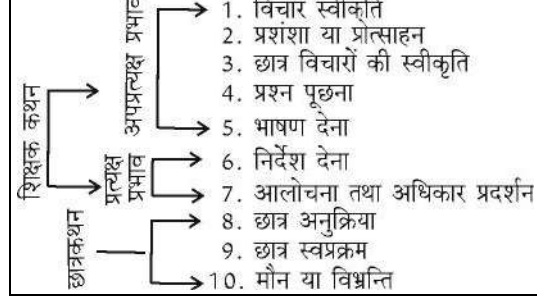 शिक्षक कथन
अपप्रत्यक्ष प्रभाव
1. विचार स्वीकृति
2. प्रशंशा या प्रोत्साहन
3. छात्र विचारों की स्वीकृति
4. प्रश्न पूछना
5. भाषण देना
प्रत्यक्ष प्रभाव
6. निर्देश देना
7. आलोचना तथा अधिकार प्रदर्शन
छात्रकथन
8. छात्र अनुक्रिया
9. छात्र स्वप्रक्रम
10. मौन या विभ्रन्ति